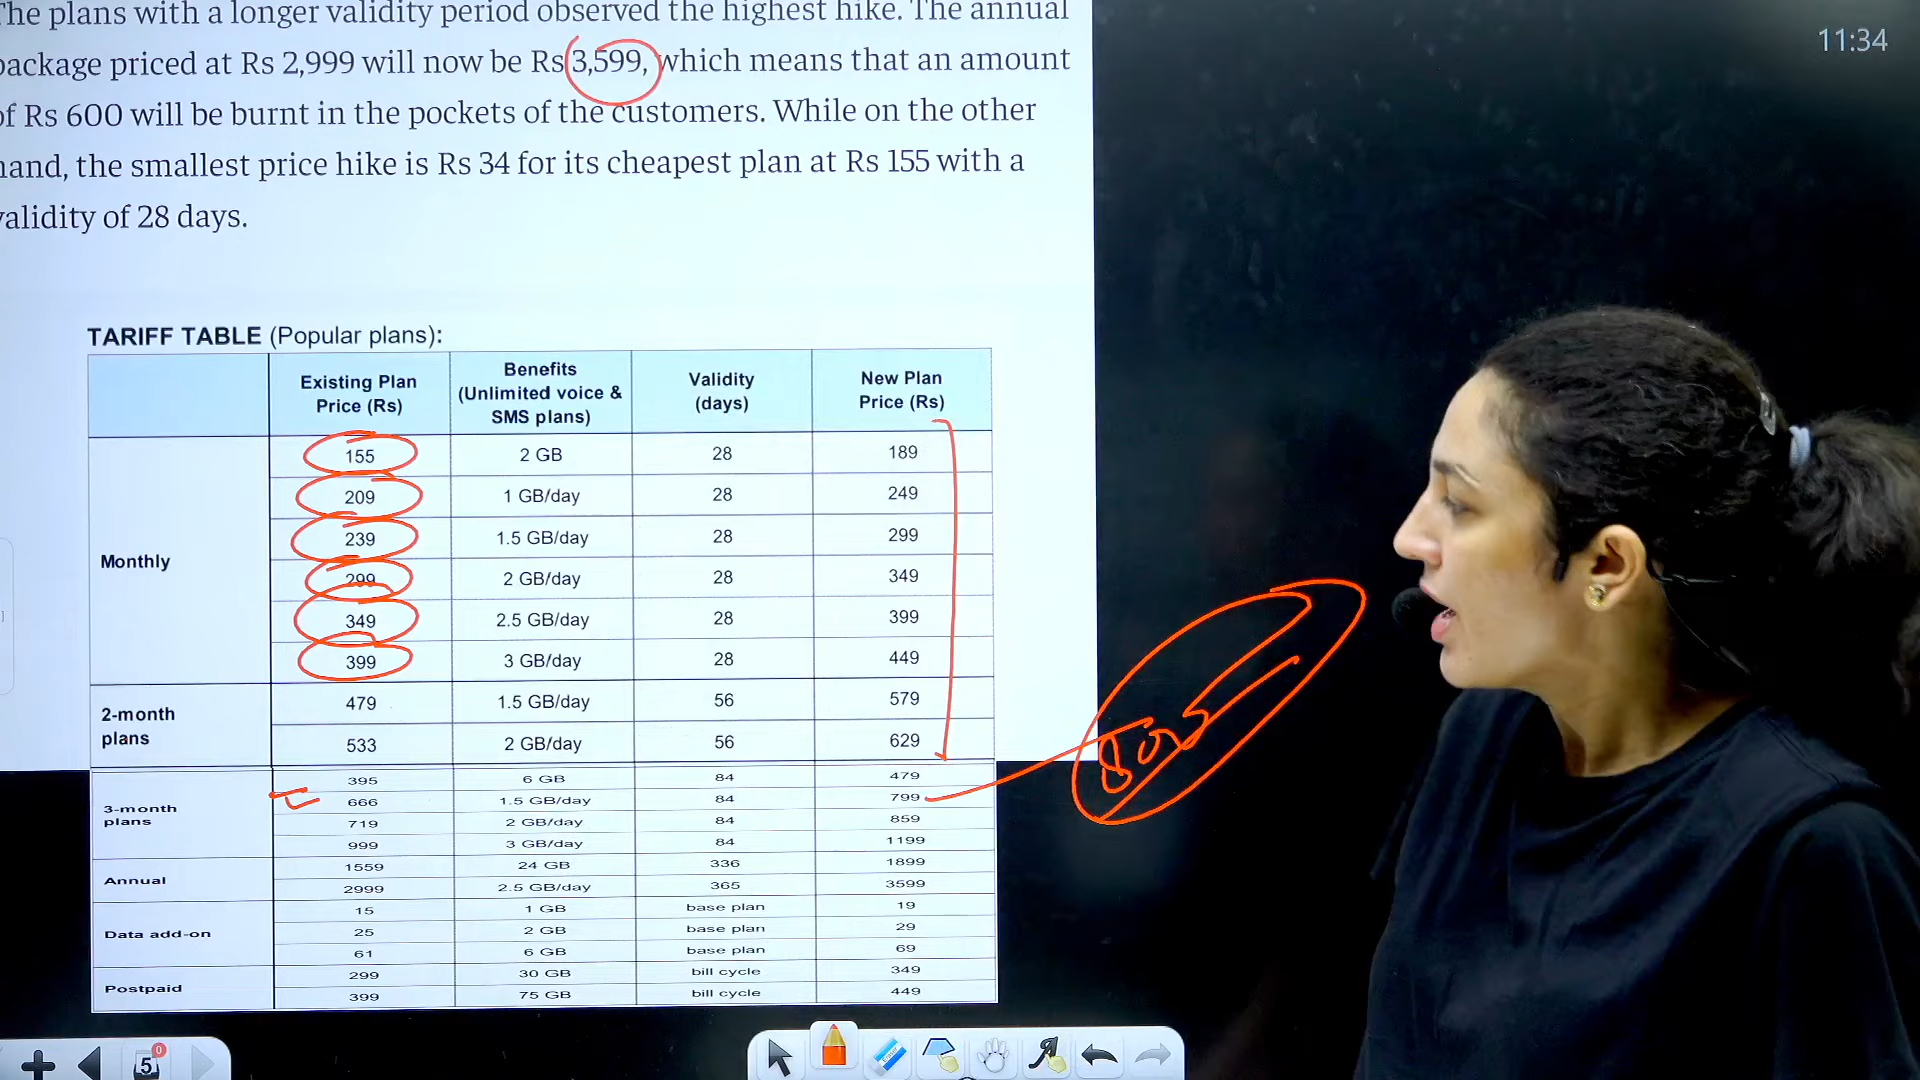 The plans with a longer validity period observed the highest hike. The annual
package priced at Rs 2,999 will now be Rs 3,599, which means that an amount
of Rs 600 will be burnt in the pockets of the customers. While on the other
hand, the smallest price hike is Rs 34 for its cheapest plan at Rs 155 with a
validity of 28 days.
11:34
TARIFF TABLE (Popular plans):
Existing Plan Price (Rs) Benefits (Unlimited voice & SMS plans) Validity (days) New Plan Price (Rs)
Monthly
155 2 GB 28 189
209 1 GB/day 28 249
239 1.5 GB/day 28 299
299 2 GB/day 28 349
349 2.5 GB/day 28 399
399 3 GB/day 28 449
2-month plans
479 1.5 GB/day 56 579
533 2 GB/day 56 629
3-month plans
395 6 GB 84 479
666 1.5 GB/day 84 799
719 2 GB/day 84 859
999 3 GB/day 84 1199
Annual
1559 24 GB 336 1899
2999 2.5 GB/day 365 3599
Data add-on
15 1 GB base plan 19
25 2 GB base plan 29
61 6 GB base plan 69
Postpaid
299 30 GB bill cycle 349
399 75 GB bill cycle 449
805
5
0